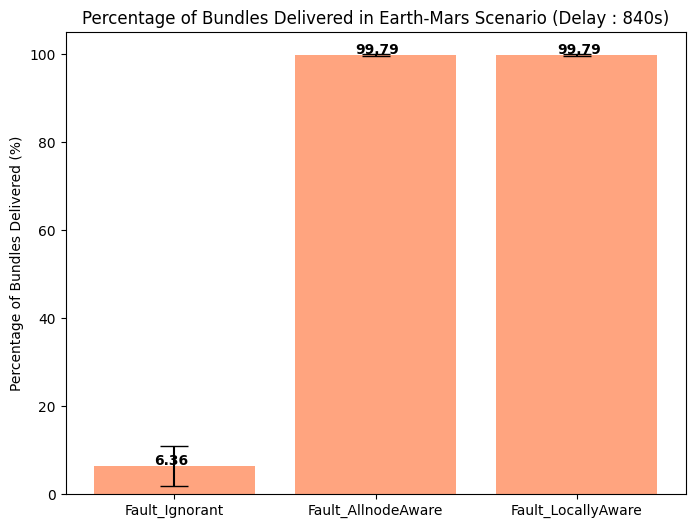 Percentage of Bundles Delivered in Earth-Mars Scenario (Delay : 840s)
Percentage of Bundles Delivered (%)
100
80
60
40
20
0
6.36
99.79
99.79
Fault_Ignorant
Fault_AllnodeAware
Fault_LocallyAware